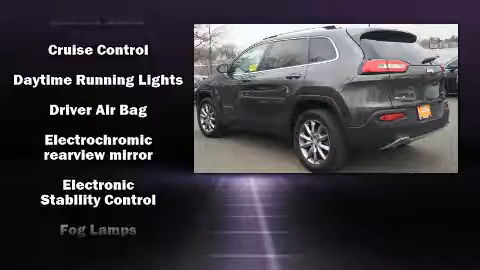 Cruise Control
Daytime Running Lights
Driver Air Bag
Electrochromic
rearview mirror
Electronic
Stability Control
Fog Lamps